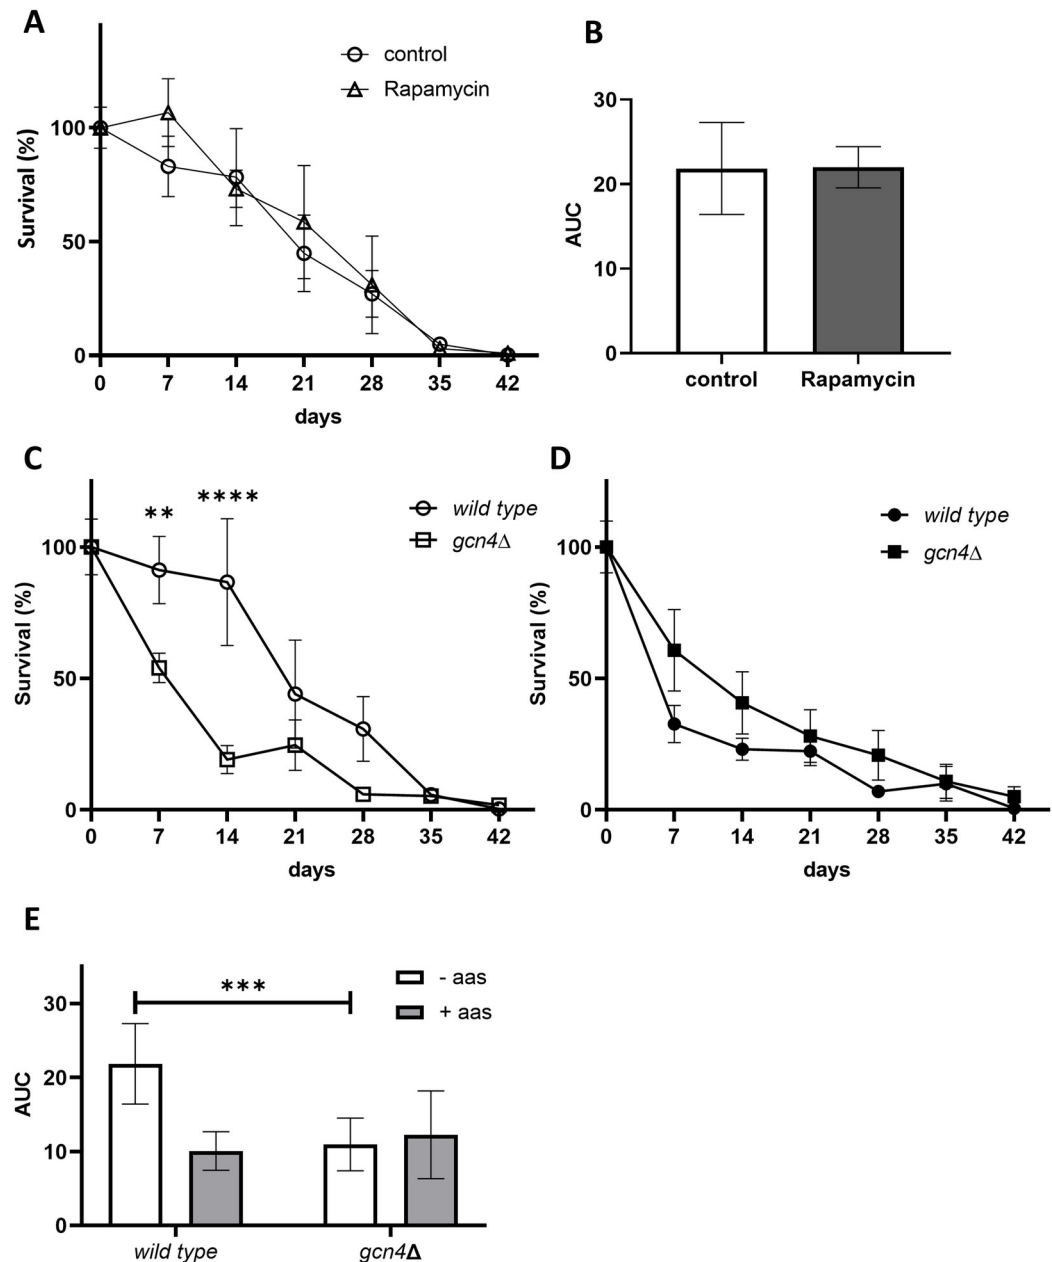 A
control
Rapamycin
Survival (%)
100
50
0
0 7 14 21 28 35 42
days
B
AUC
30
20
10
0
control Rapamycin
C
** ****
wild type
gcn4Δ
Survival (%)
100
50
0
0 7 14 21 28 35 42
days
D
wild type
gcn4Δ
Survival (%)
100
50
0
0 7 14 21 28 35 42
days
E
- aas
+ aas
***
AUC
30
20
10
0
wild type gcn4Δ